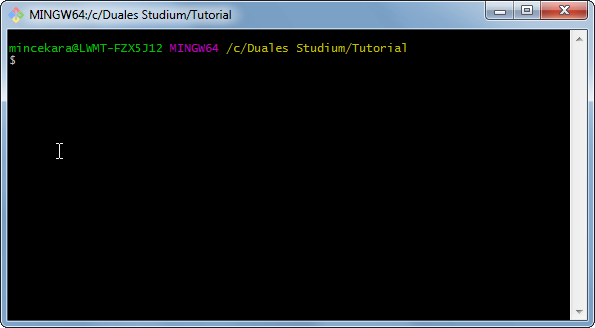 MINGW64:/c/Duales Studium/Tutorial
mincekara@LWMT-FZX5J12 MINGW64 /c/Duales Studium/Tutorial
$